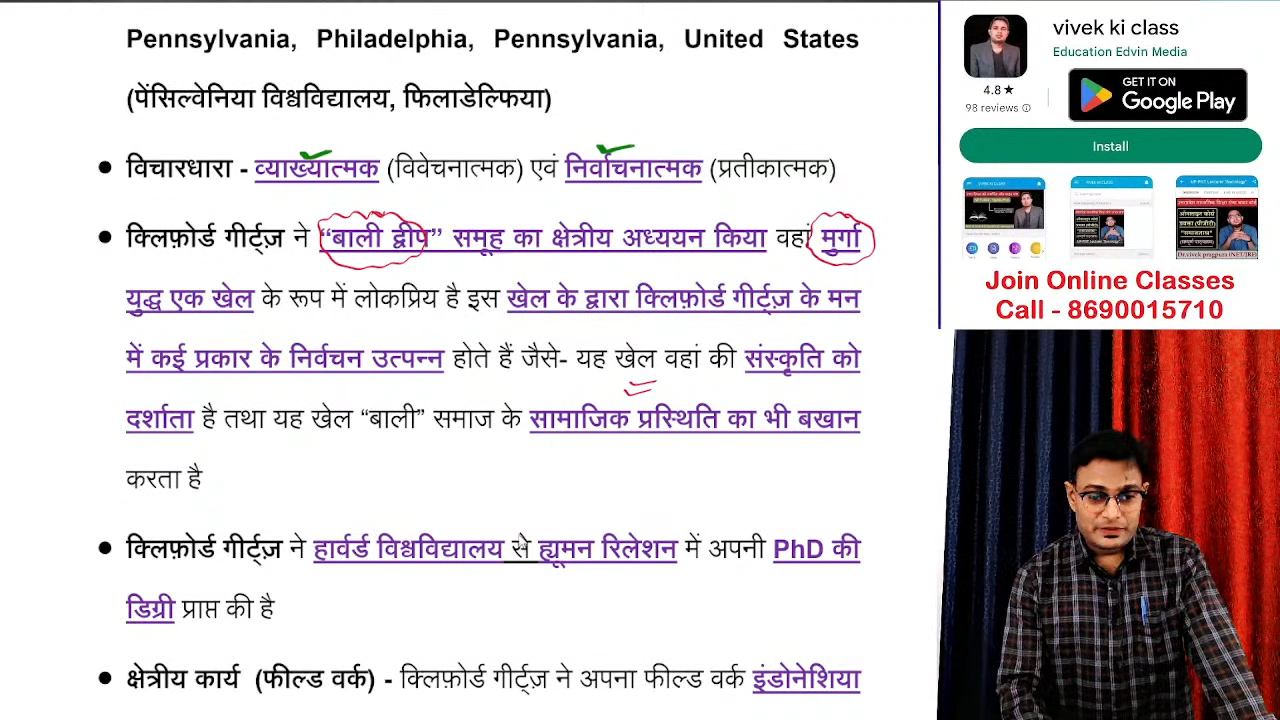 Pennsylvania, Philadelphia, Pennsylvania, United States
(पेंसिल्वेनिया विश्वविद्यालय, फिलाडेल्फिया)
• विचारधारा - व्याख्यात्मक (विवेचनात्मक) एवं निर्वाचनात्मक (प्रतीकात्मक)
• क्लिफ़ोर्ड गीर्ट्ज़ ने “बाली द्वीप” समूह का क्षेत्रीय अध्ययन किया वहां मुर्गा
युद्ध एक खेल के रूप में लोकप्रिय है इस खेल के द्वारा क्लिफ़ोर्ड गीर्ट्ज़ के मन
में कई प्रकार के निर्वचन उत्पन्न होते हैं जैसे- यह खेल वहां की संस्कृति को
दर्शाता है तथा यह खेल “बाली” समाज के सामाजिक प्रस्थिति का भी बखान
करता है
• क्लिफ़ोर्ड गीर्ट्ज़ ने हार्वर्ड विश्वविद्यालय से ह्यूमन रिलेशन में अपनी PhD की
डिग्री प्राप्त की है
• क्षेत्रीय कार्य (फील्ड वर्क) - क्लिफ़ोर्ड गीर्ट्ज़ ने अपना फील्ड वर्क इंडोनेशिया
vivek ki class
Education Edvin Media
4.8★
98 reviews
GET IT ON
Google Play
Install
Join Online Classes
Call - 8690015710